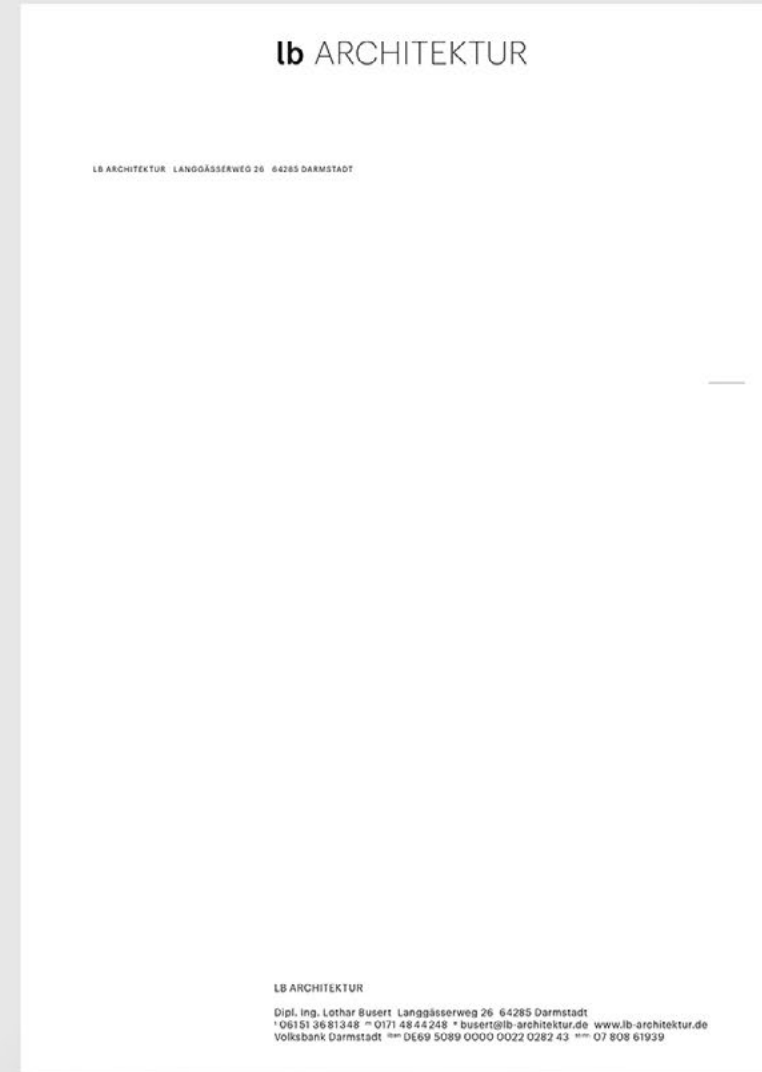 lb ARCHITEKTUR
LB ARCHITEKTUR LANGGÄSSERWEG 26 64285 DARMSTADT
LB ARCHITEKTUR
Dipl. Ing. Lothar Busert Langgässerweg 26 64285 Darmstadt
t 06151 3681348 m 0171 4844248 busert@lb-architektur.de www.lb-architektur.de
Volksbank Darmstadt iban DE69 5089 0000 0022 0282 43 07 808 61939